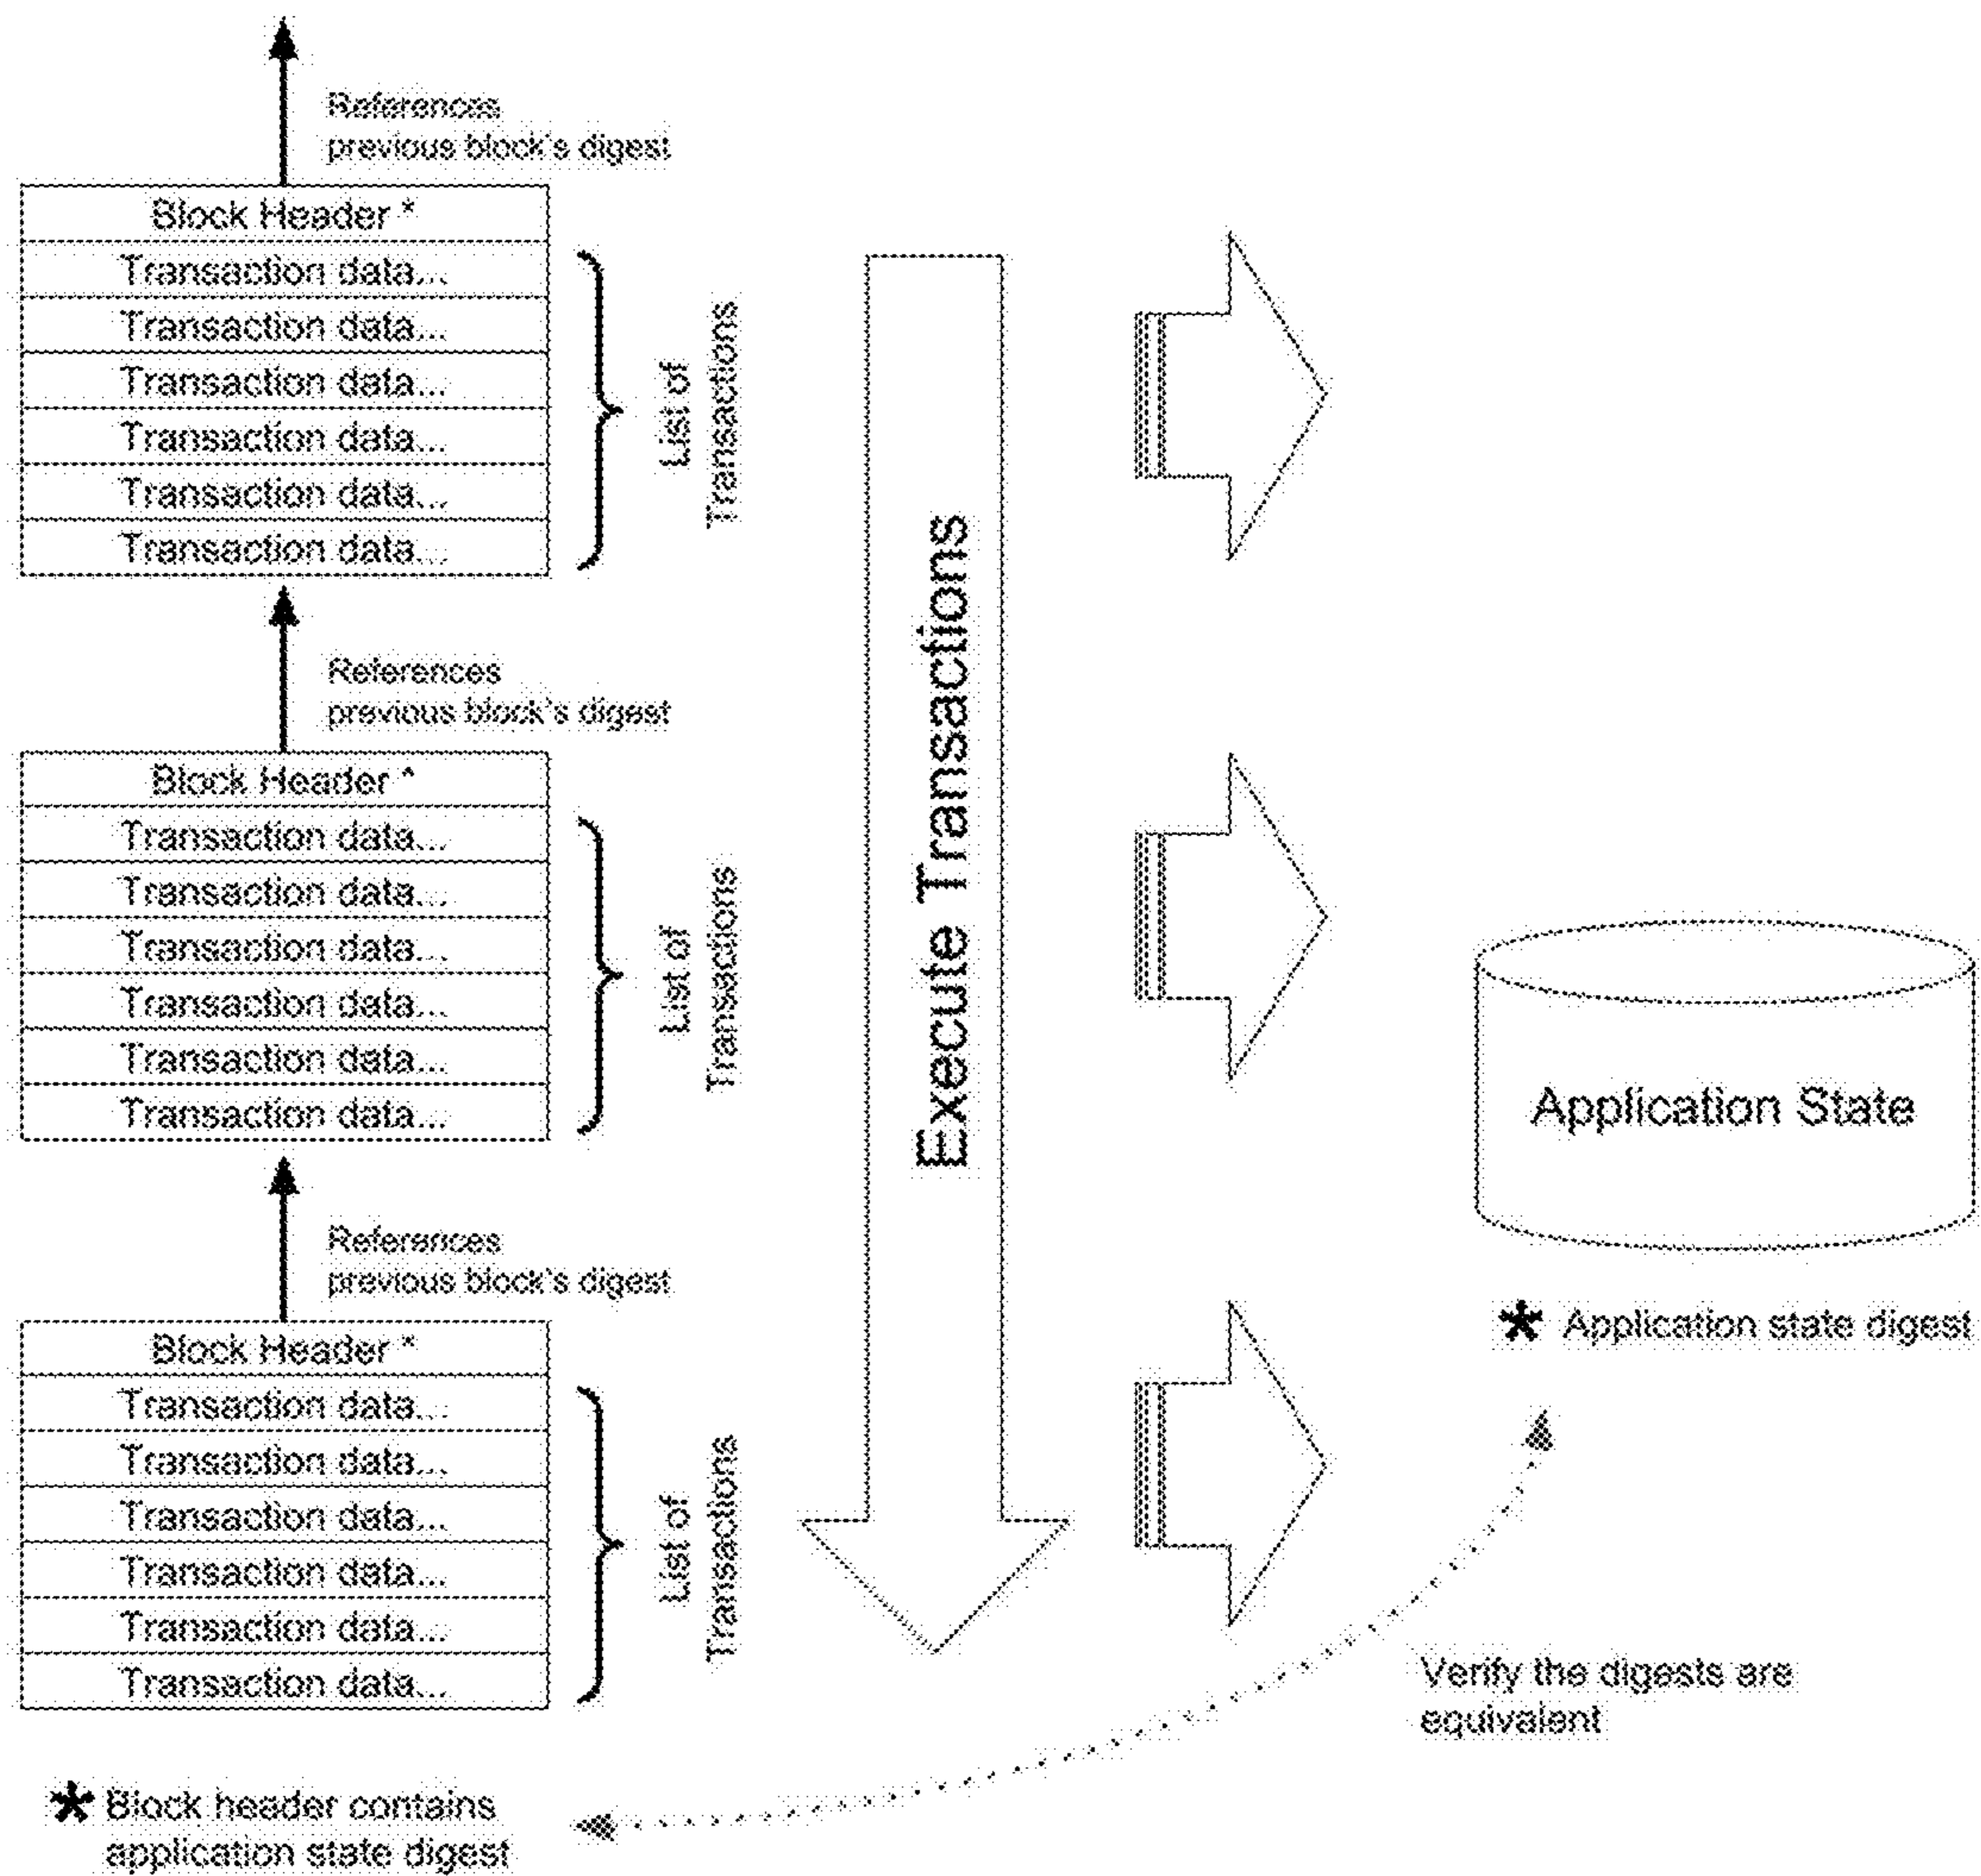 References
previous block's digest
Block Header *
Transaction data...
Transaction data...
Transaction data...
Transaction data...
Transaction data...
Transaction data...
List of
Transactions
References
previous block's digest
Block Header *
Transaction data...
Transaction data...
Transaction data...
Transaction data...
Transaction data...
Transaction data...
List of
Transactions
References
previous block's digest
Block Header *
Transaction data...
Transaction data...
Transaction data...
Transaction data...
Transaction data...
Transaction data...
List of
Transactions
Execute Transactions
Application State
* Application state digest
Verify the digests are
equivalent
* Block header contains
application state digest